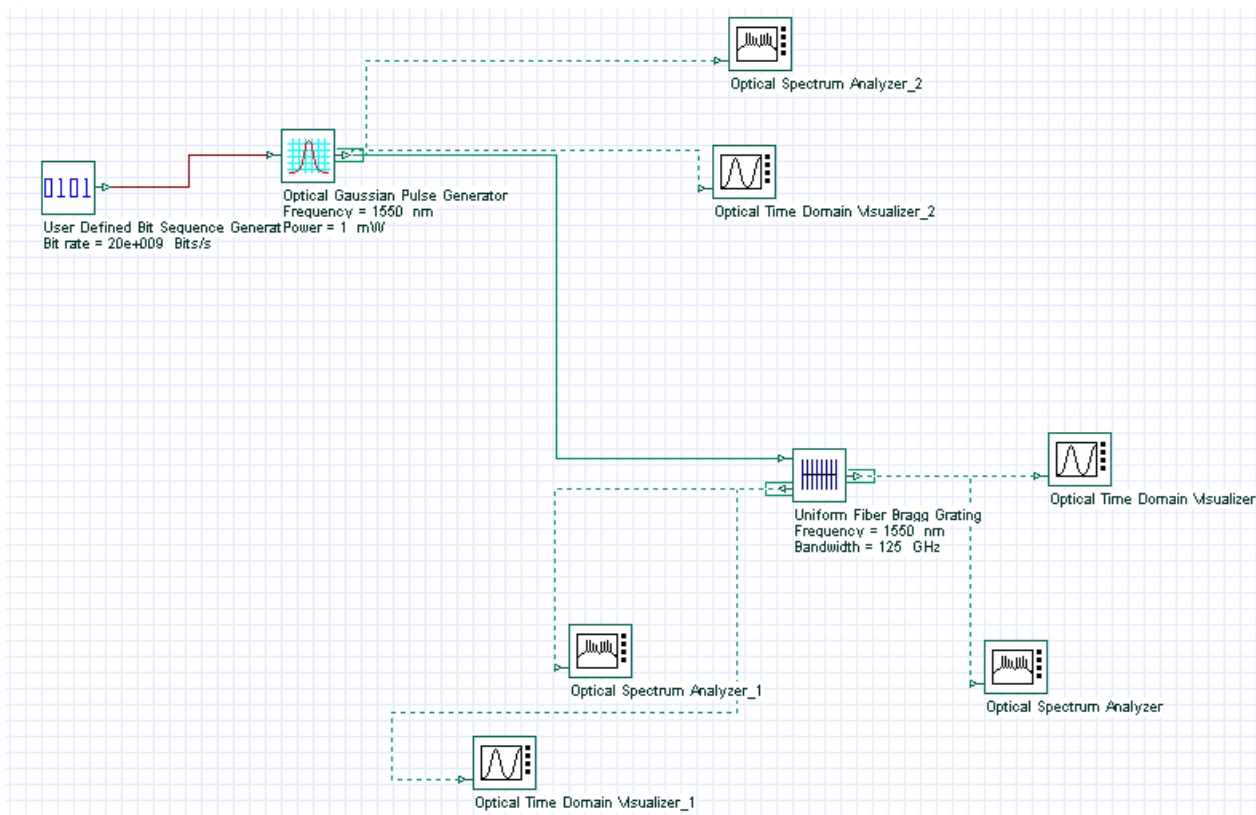 Optical Spectrum Analyzer_2
0101
Optical Gaussian Pulse Generator
Frequency = 1550 nm
Power = 1 mW
Optical Time Domain Visualizer_2
User Defined Bit Sequence Generat
Bit rate = 20e+009 Bits/s
Optical Time Domain Visualizer
Uniform Fiber Bragg Grating
Frequency = 1550 nm
Bandwidth = 125 GHz
Optical Spectrum Analyzer_1
Optical Spectrum Analyzer
Optical Time Domain Visualizer_1